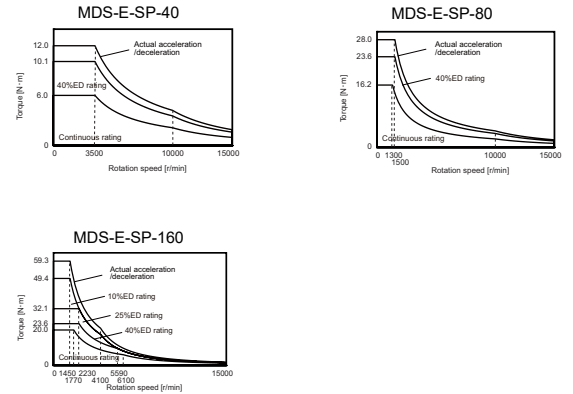 MDS-E-SP-40
12.0
10.1
6.0
0
Torque [N·m]
Actual acceleration
/deceleration
40%ED rating
Continuous rating
0 3500 10000 15000
Rotation speed [r/min]
MDS-E-SP-80
28.0
23.6
16.2
0
Torque [N·m]
Actual acceleration
/deceleration
40%ED rating
Continuous rating
0 1300 10000 15000
1500
Rotation speed [r/min]
MDS-E-SP-160
59.3
49.4
32.1
23.6
20.0
0
Torque [N·m]
Actual acceleration
/deceleration
10%ED rating
25%ED rating
40%ED rating
Continuous rating
0 1450 2230 5590 15000
1770 4100 6100
Rotation speed [r/min]